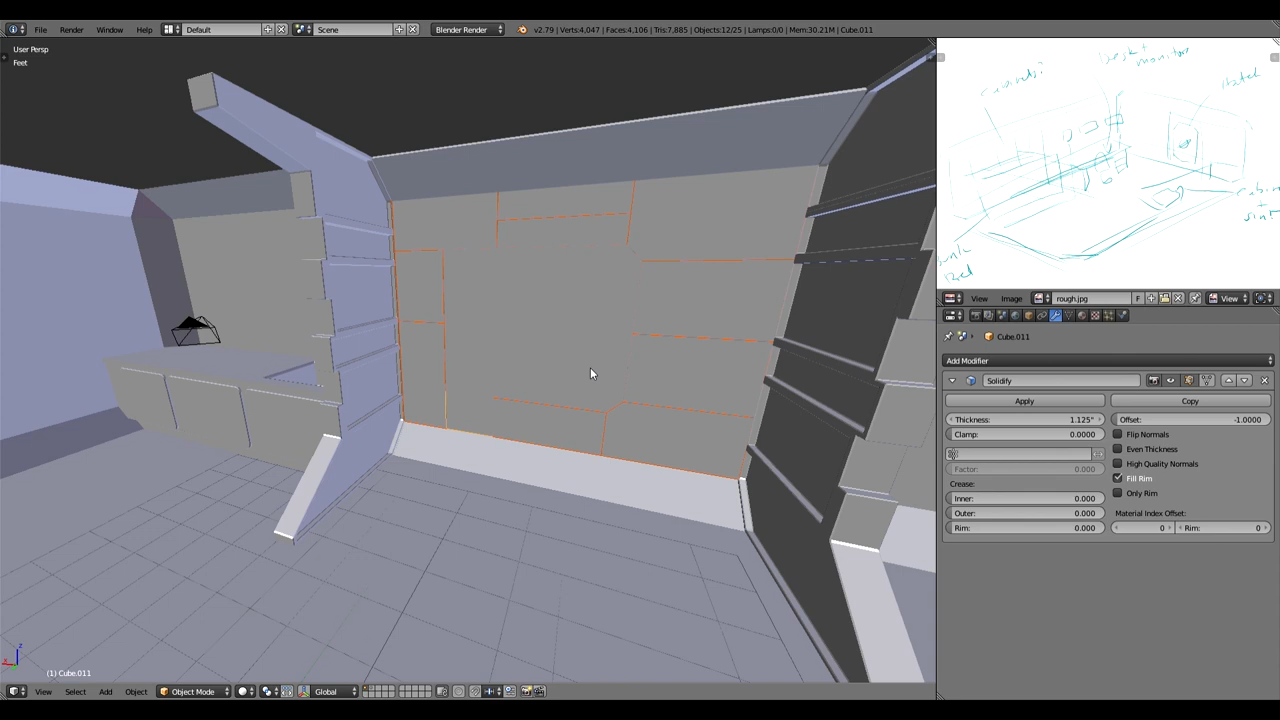 File Render Window Help Default Scene Blender Render v2.79 | Verts:4,047 | Faces:4,106 | Tris:7,885 | Objects:12/25 | Lamps:0/0 | Mem:30.21M | Cube.011
User Persp
Feet
monitor
View Image rough.jpg F View
Cube.011
Add Modifier
Solidify
Apply Copy
Thickness: 1.125" Offset: -1.0000
Clamp: 0.0000 Flip Normals
Even Thickness
Factor: 0.000 High Quality Normals
Crease: Fill Rim
Inner: 0.000 Only Rim
Outer: 0.000 Material Index Offset:
Rim: 0.000 0 Rim: 0
(1) Cube.011
View Select Add Object Object Mode Global